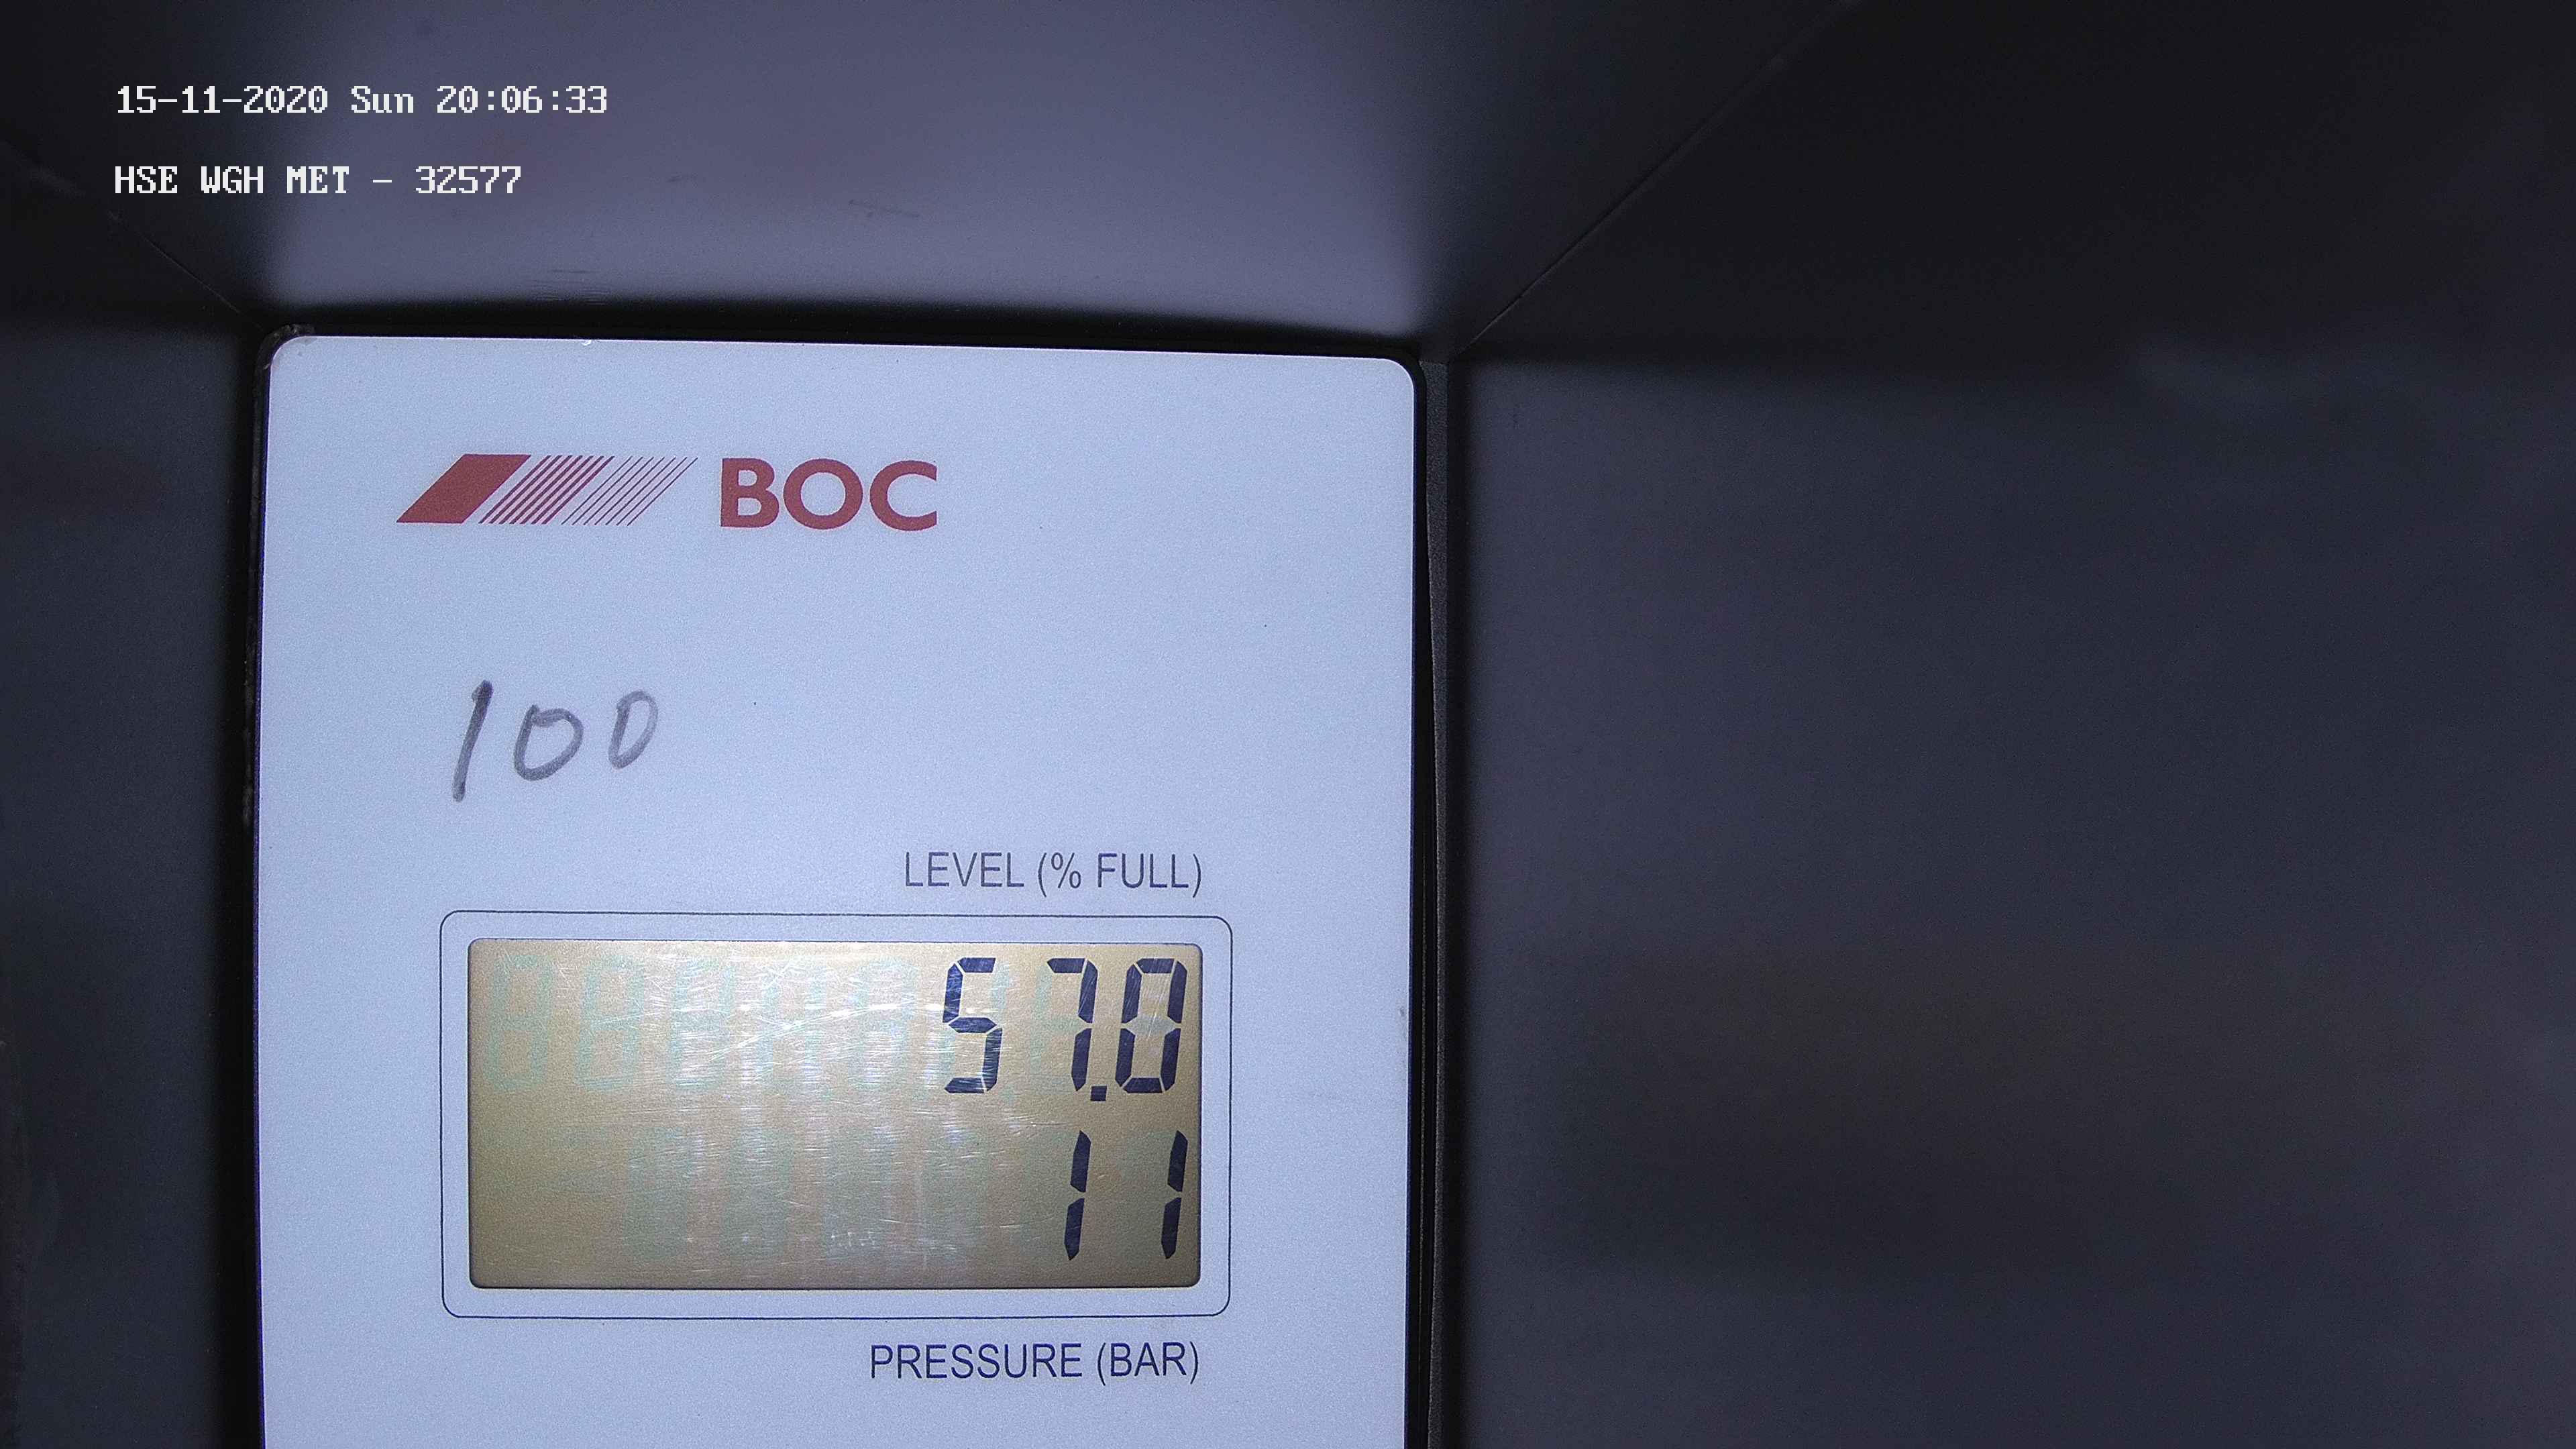 15-11-2020 Sun 20:06:33
HSE WGH MET - 32577
BOC
100
LEVEL (% FULL)
57.0
11
PRESSURE (BAR)